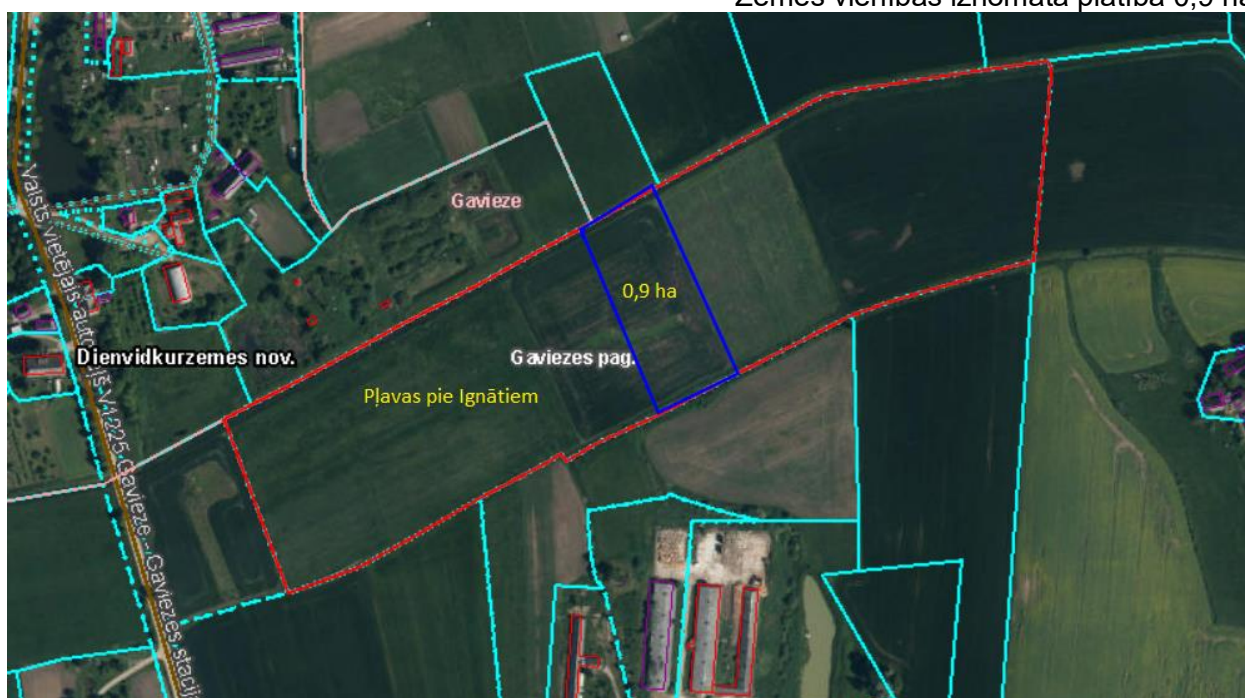 Zemes vienības iznomātā platība 0,9 ha
Gavieze
0,9 ha
Dienvidkurzemes nov.
Gaviezes pag.
Pļavas pie Ignātiem
Valsts vietējais autoceļš V1225 Gavieze - Gaviezes stacij